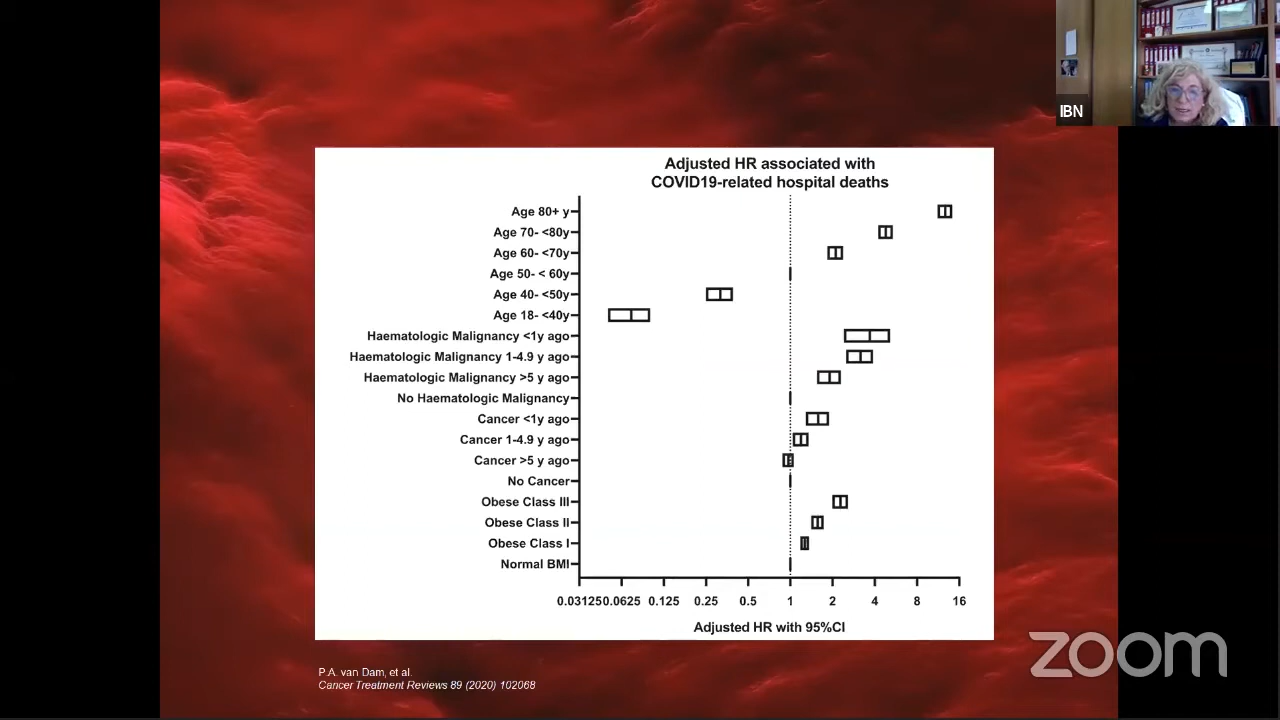 IBN
Adjusted HR associated with
COVID19-related hospital deaths
Age 80+ y
Age 70- <80y
Age 60- <70y
Age 50- < 60y
Age 40- <50y
Age 18- <40y
Haematologic Malignancy <1y ago
Haematologic Malignancy 1-4.9 y ago
Haematologic Malignancy >5 y ago
No Haematologic Malignancy
Cancer <1y ago
Cancer 1-4.9 y ago
Cancer >5 y ago
No Cancer
Obese Class III
Obese Class II
Obese Class I
Normal BMI
0.03125 0.0625 0.125 0.25 0.5 1 2 4 8 16
Adjusted HR with 95%CI
P.A. van Dam, et al.
Cancer Treatment Reviews 89 (2020) 102068
zoom